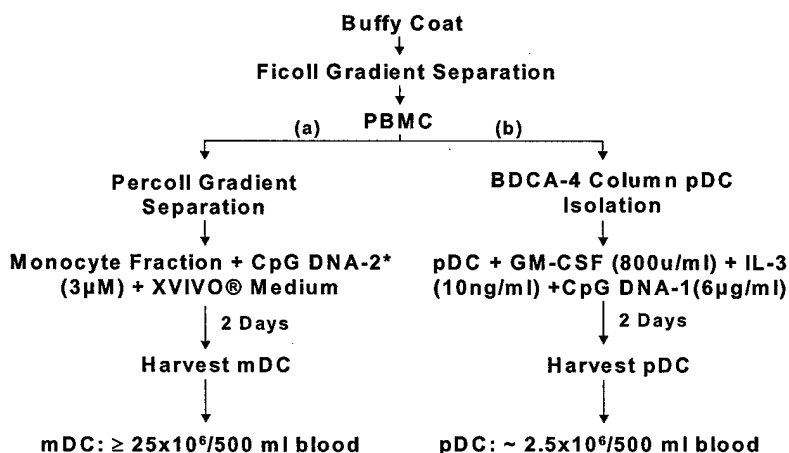 Buffy Coat
Ficoll Gradient Separation
PBMC
(a)
(b)
Percoll Gradient
Separation
Monocyte Fraction + CpG DNA-2*
(3µM) + XVIVO® Medium
2 Days
Harvest mDC
mDC: ≥ 25x10⁶/500 ml blood
BDCA-4 Column pDC
Isolation
pDC + GM-CSF (800u/ml) + IL-3
(10ng/ml) +CpG DNA-1(6µg/ml)
2 Days
Harvest pDC
pDC: ~ 2.5x10⁶/500 ml blood